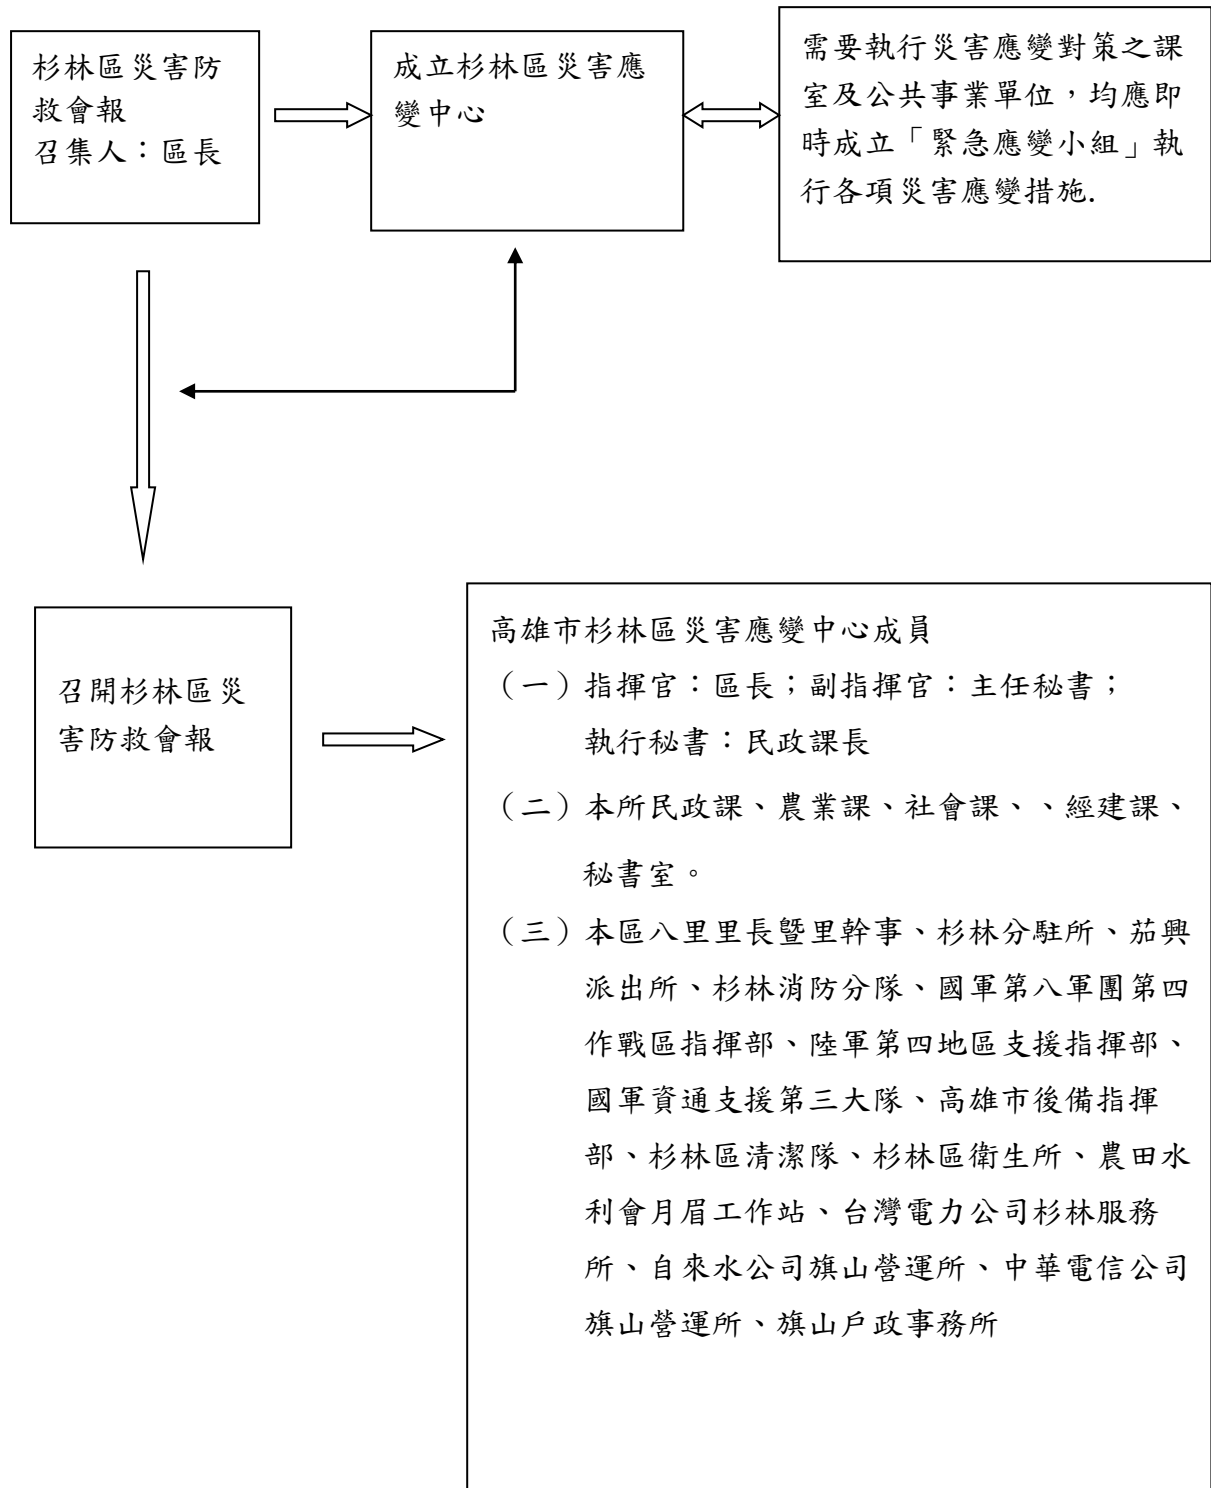 杉林區災害防
救會報
召集人：區長
成立杉林區災害應
變中心
需要執行災害應變對策之課
室及公共事業單位，均應即
時成立「緊急應變小組」執
行各項災害應變措施.
召開杉林區災
害防救會報
高雄市杉林區災害應變中心成員
（一）指揮官：區長；副指揮官：主任秘書；
執行秘書：民政課長
（二）本所民政課、農業課、社會課、、經建課、
秘書室。
（三）本區八里里長暨里幹事、杉林分駐所、茄興
派出所、杉林消防分隊、國軍第八軍團第四
作戰區指揮部、陸軍第四地區支援指揮部、
國軍資通支援第三大隊、高雄市後備指揮
部、杉林區清潔隊、杉林區衛生所、農田水
利會月眉工作站、台灣電力公司杉林服務
所、自來水公司旗山營運所、中華電信公司
旗山營運所、旗山戶政事務所